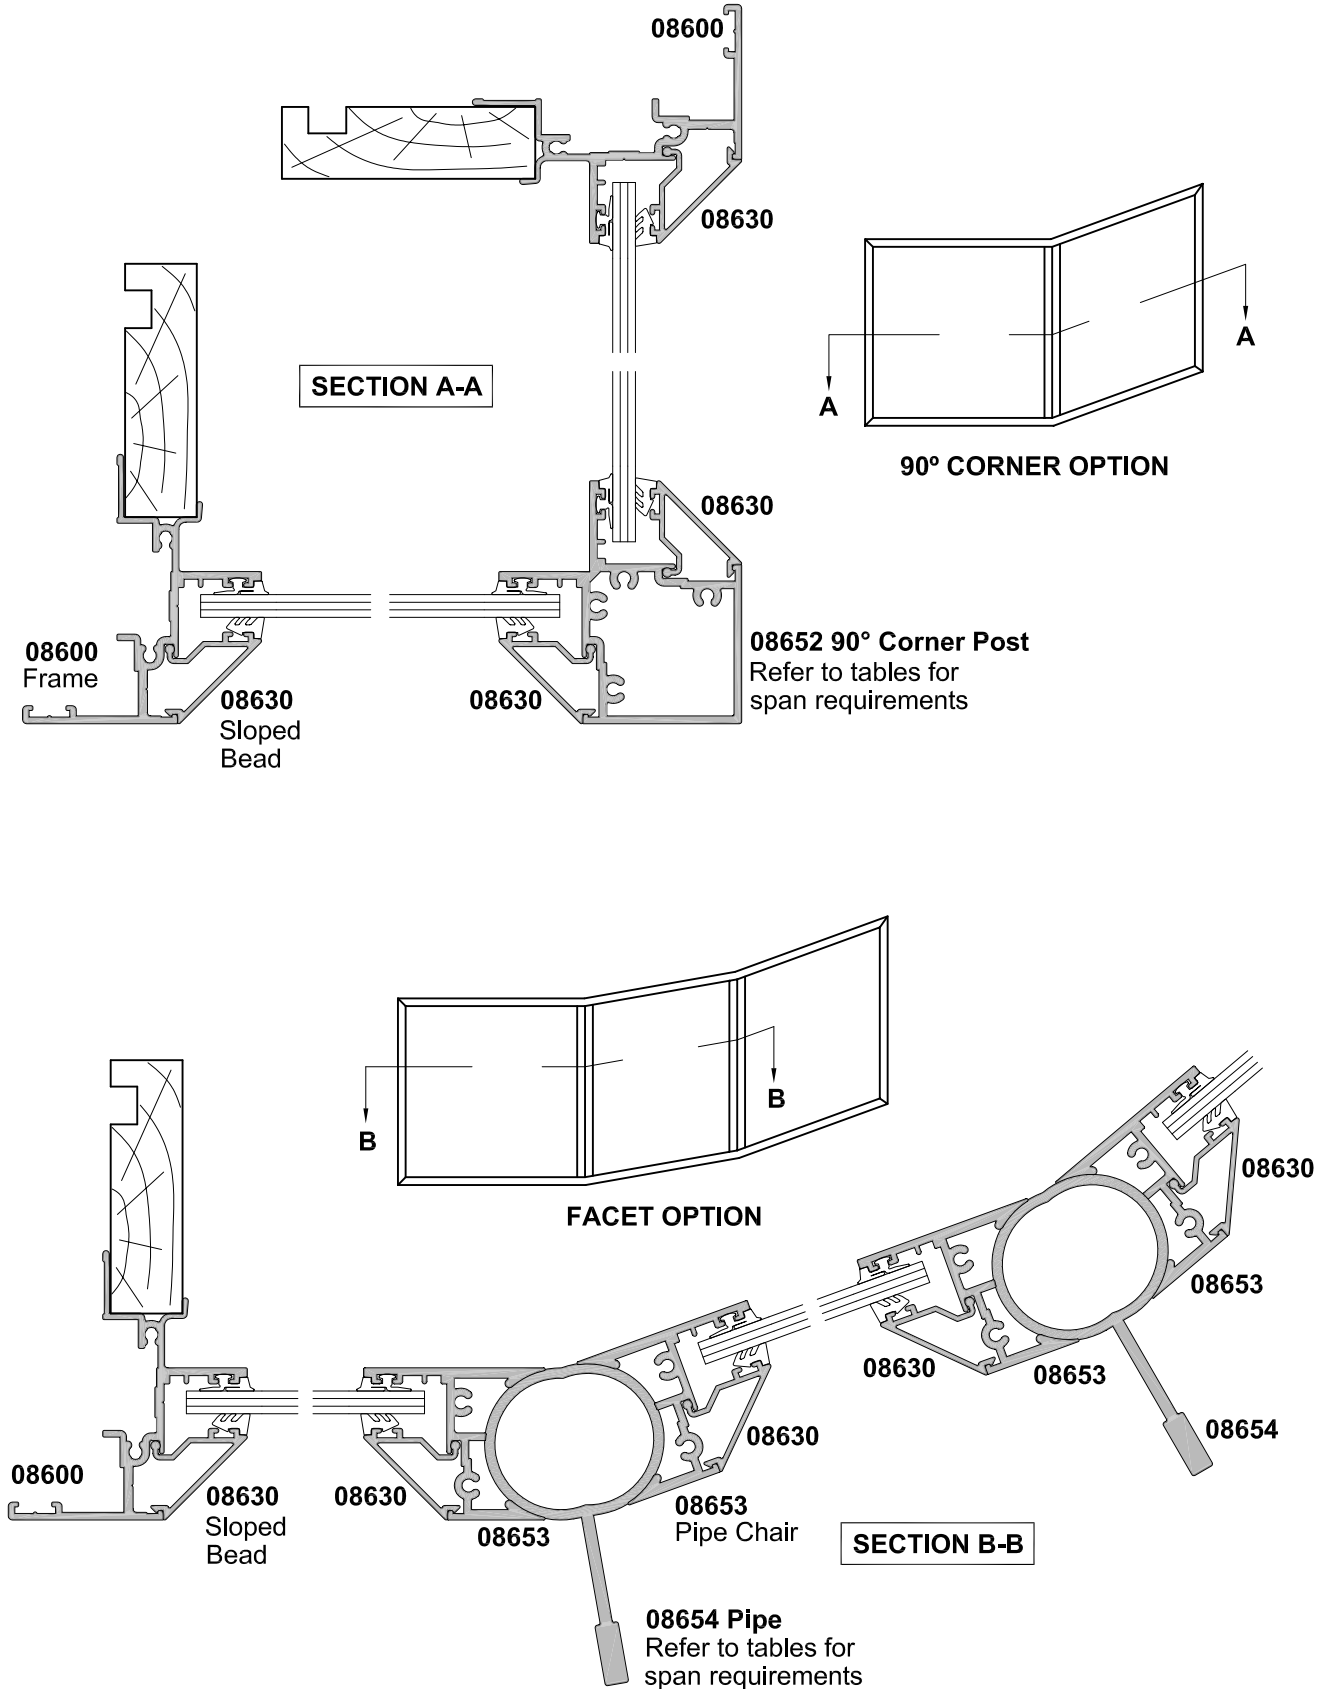 08600
08630
SECTION A-A
A
A
90º CORNER OPTION
08630
08600
Frame
08630
Sloped
Bead
08630
08652 90° Corner Post
Refer to tables for
span requirements
B
B
FACET OPTION
08630
08653
08630
08653
08654
08630
08600
08630
Sloped
Bead
08630
08653
08653
Pipe Chair
SECTION B-B
08654 Pipe
Refer to tables for
span requirements